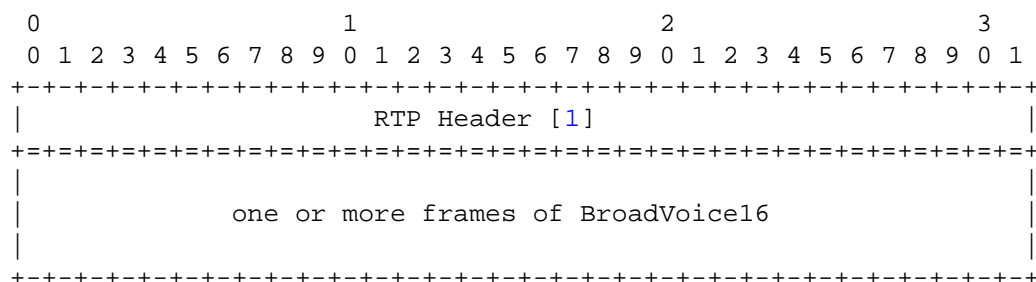 0                   1                   2                   3
 0 1 2 3 4 5 6 7 8 9 0 1 2 3 4 5 6 7 8 9 0 1 2 3 4 5 6 7 8 9 0 1
+-+-+-+-+-+-+-+-+-+-+-+-+-+-+-+-+-+-+-+-+-+-+-+-+-+-+-+-+-+-+-+-+
|                      RTP Header [1]                           |
+=+=+=+=+=+=+=+=+=+=+=+=+=+=+=+=+=+=+=+=+=+=+=+=+=+=+=+=+=+=+=+=+
|                                                               |
|             one or more frames of BroadVoice16                |
|                                                               |
+-+-+-+-+-+-+-+-+-+-+-+-+-+-+-+-+-+-+-+-+-+-+-+-+-+-+-+-+-+-+-+-+